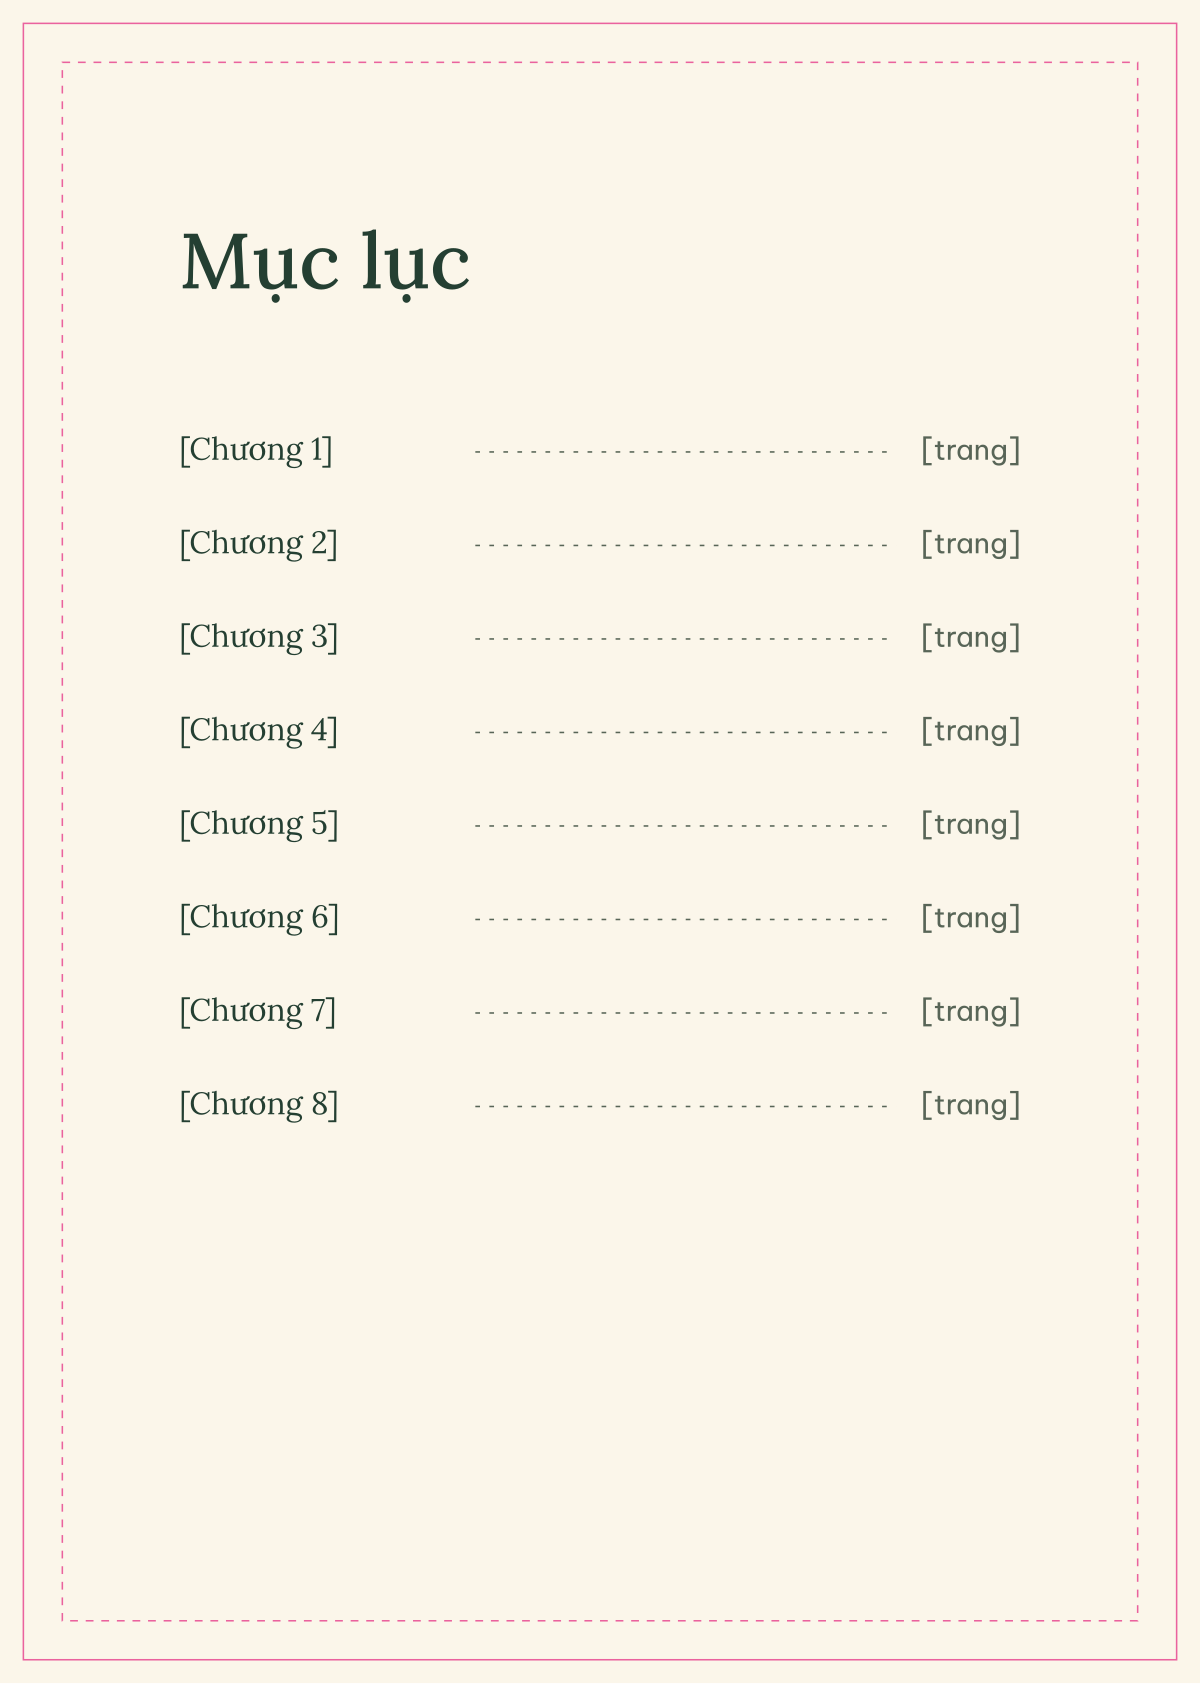 Mục lục
[Chương 1] [trang]
[Chương 2] [trang]
[Chương 3] [trang]
[Chương 4] [trang]
[Chương 5] [trang]
[Chương 6] [trang]
[Chương 7] [trang]
[Chương 8] [trang]